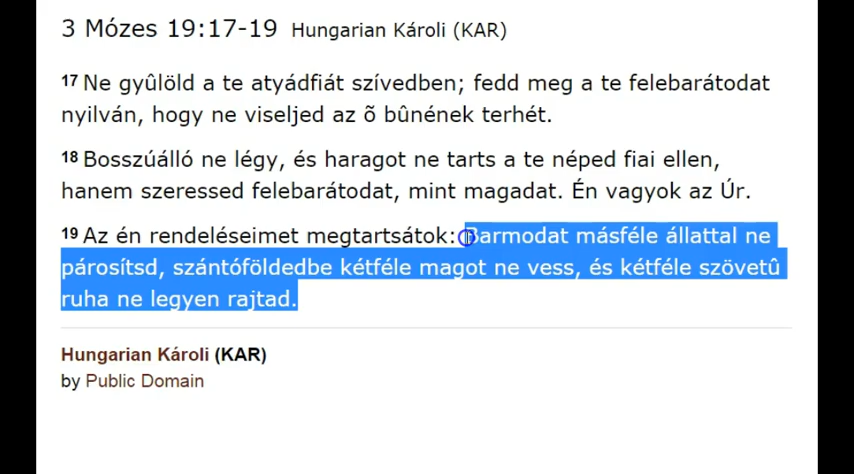 3 Mózes 19:17-19 Hungarian Károli (KAR)
17 Ne gyûlöld a te atyádfiát szívedben; fedd meg a te felebarátodat
nyilván, hogy ne viseljed az õ bûnének terhét.
18 Bosszúálló ne légy, és haragot ne tarts a te néped fiai ellen,
hanem szeressed felebarátodat, mint magadat. Én vagyok az Úr.
19 Az én rendeléseimet megtartsátok: Barmodat másféle állattal ne
párosítsd, szántóföldedbe kétféle magot ne vess, és kétféle szövetû
ruha ne legyen rajtad.
Hungarian Károli (KAR)
by Public Domain